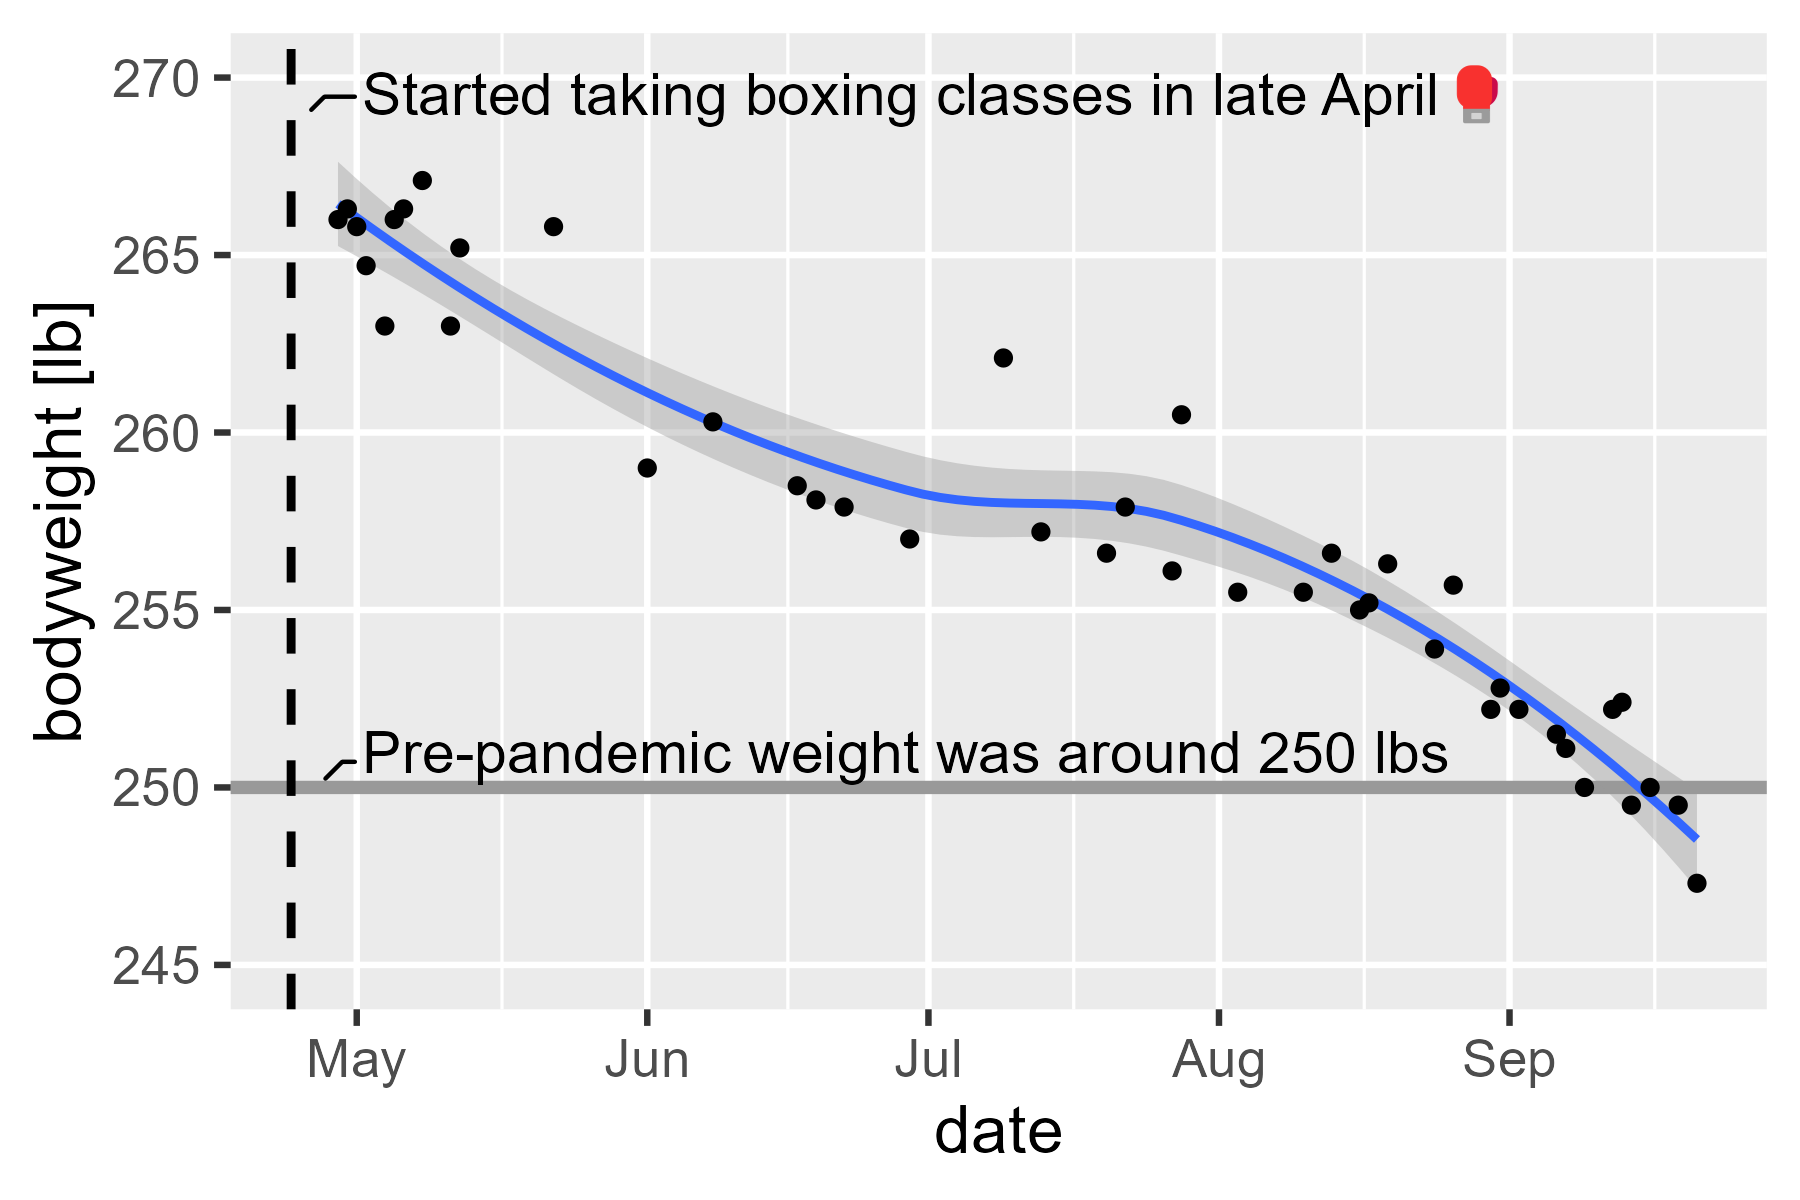 Started taking boxing classes in late April 🥊
Pre-pandemic weight was around 250 lbs
bodyweight [lb]
270
265
260
255
250
245
May Jun Jul Aug Sep
date